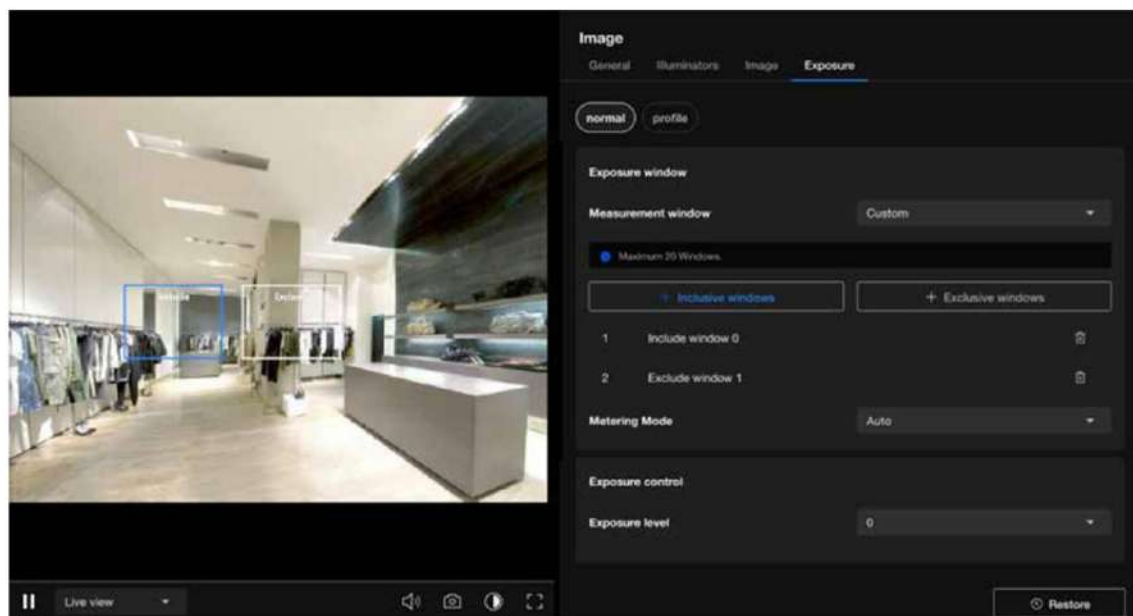 Image
General Illuminators Image Exposure
normal profile
Exposure window
Measurement window Custom
Maximum 20 Windows.
+ Inclusive windows + Exclusive windows
1 Include window 0
2 Exclude window 1
Metering Mode Auto
Exposure control
Exposure level 0
Live view
Restore